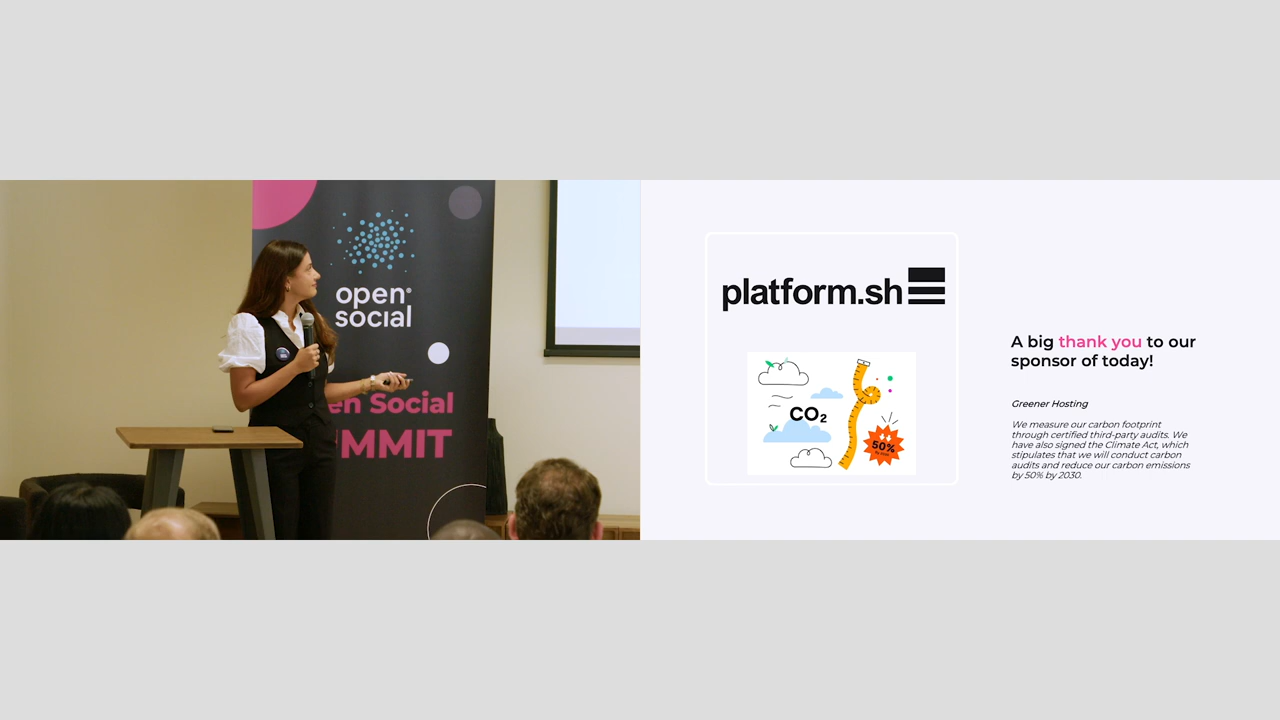 open®
social
en Social
MMIT
platform.sh
CO₂
50%
A big thank you to our
sponsor of today!
Greener Hosting
We measure our carbon footprint
through certified third-party audits. We
have also signed the Climate Act, which
stipulates that we will conduct carbon
audits and reduce our carbon emissions
by 50% by 2030.